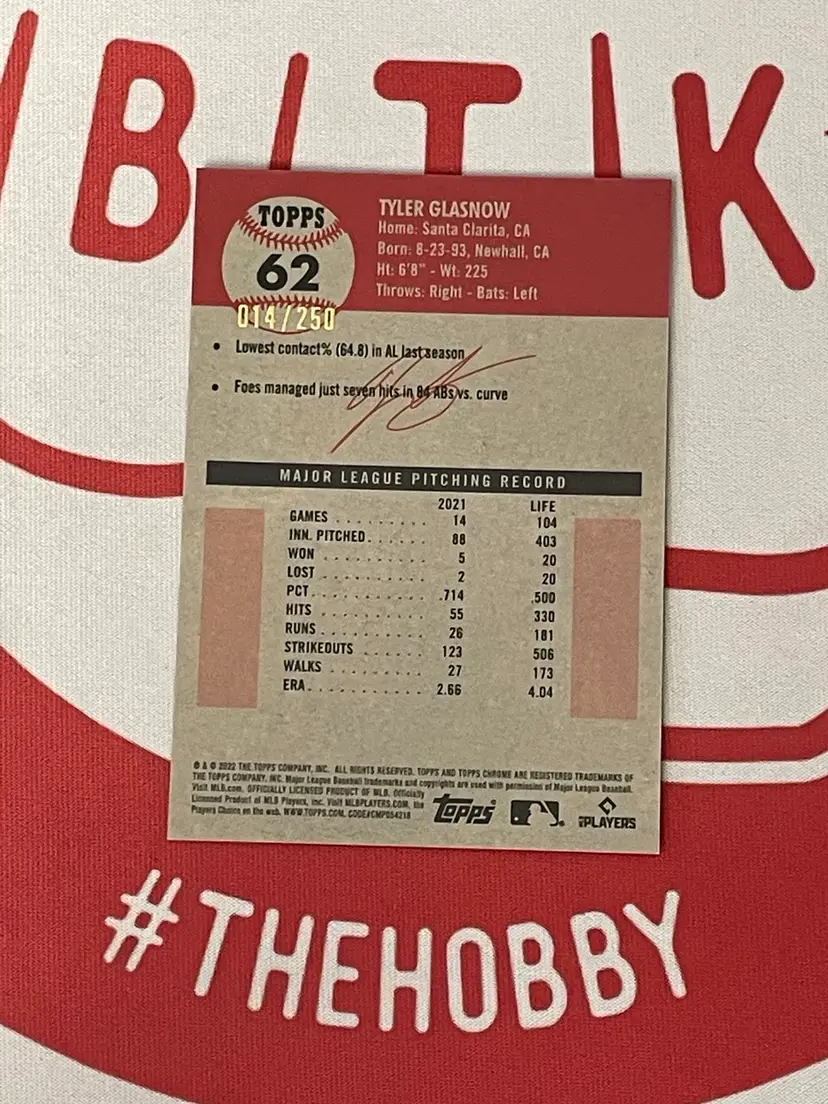 B T K
TOPPS
62
014/250
TYLER GLASNOW
Home: Santa Clarita, CA
Born: 8-23-93, Newhall, CA
Ht: 6'8" - Wt: 225
Throws: Right - Bats: Left
• Lowest contact% (64.8) in AL last season
• Foes managed just seven hits in 84 ABs vs. curve
MAJOR LEAGUE PITCHING RECORD
2021 LIFE
GAMES . . . . . . . . . . 14 104
INN. PITCHED . . . . . . 88 403
WON . . . . . . . . . . . 5 20
LOST . . . . . . . . . . . 2 20
PCT. . . . . . . . . . . . .714 .500
HITS . . . . . . . . . . . 55 330
RUNS . . . . . . . . . . . 26 181
STRIKEOUTS . . . . . . . 123 506
WALKS . . . . . . . . . . 27 173
ERA . . . . . . . . . . . 2.66 4.04
® & © 2022 THE TOPPS COMPANY, INC. ALL RIGHTS RESERVED. TOPPS AND TOPPS CHROME ARE REGISTERED TRADEMARKS OF
THE TOPPS COMPANY, INC. Major League Baseball trademarks and copyrights are used with permission of Major League Baseball.
Visit MLB.com. OFFICIALLY LICENSED PRODUCT OF MLB. Officially
Licensed Product of MLB Players, Inc. Visit MLBPLAYERS.COM, the
Players Choice on the web. WWW.TOPPS.COM. CODE#CMP054218
Topps
PLAYERS
#THEHOBBY